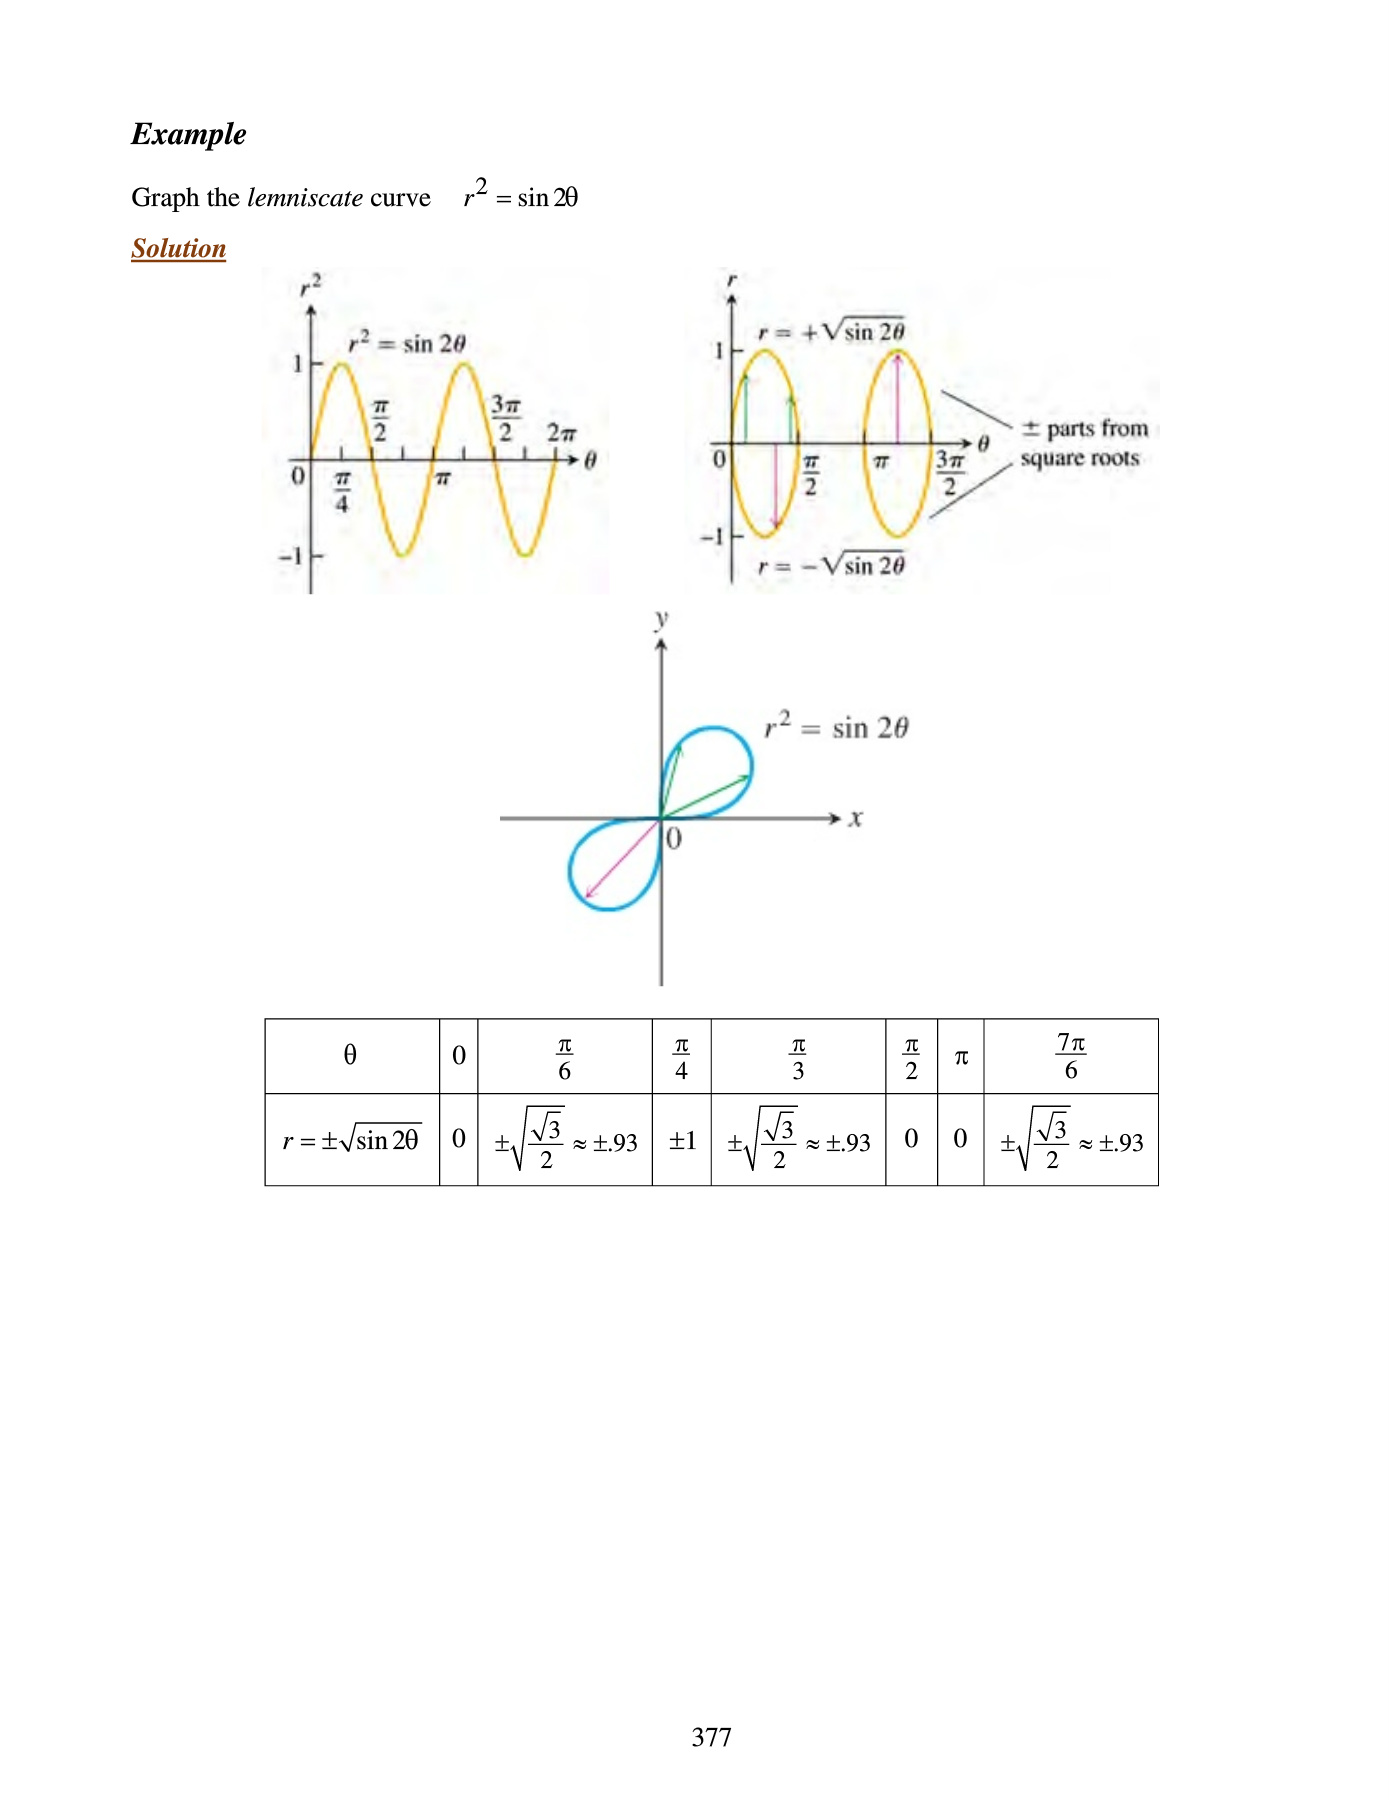 Example
Graph the lemniscate curve r² = sin 2θ
Solution
r²
r² = sin 2θ
1
π/2
3π/2
2π
θ
0
π/4
π
−1
r
r = +√sin 2θ
1
± parts from
square roots
θ
0
π/2
π
3π/2
−1
r = −√sin 2θ
y
r² = sin 2θ
x
0
θ 0 π/6 π/4 π/3 π/2 π 7π/6
r = ±√sin 2θ 0 ±√(√3/2) ≈ ±.93 ±1 ±√(√3/2) ≈ ±.93 0 0 ±√(√3/2) ≈ ±.93
377